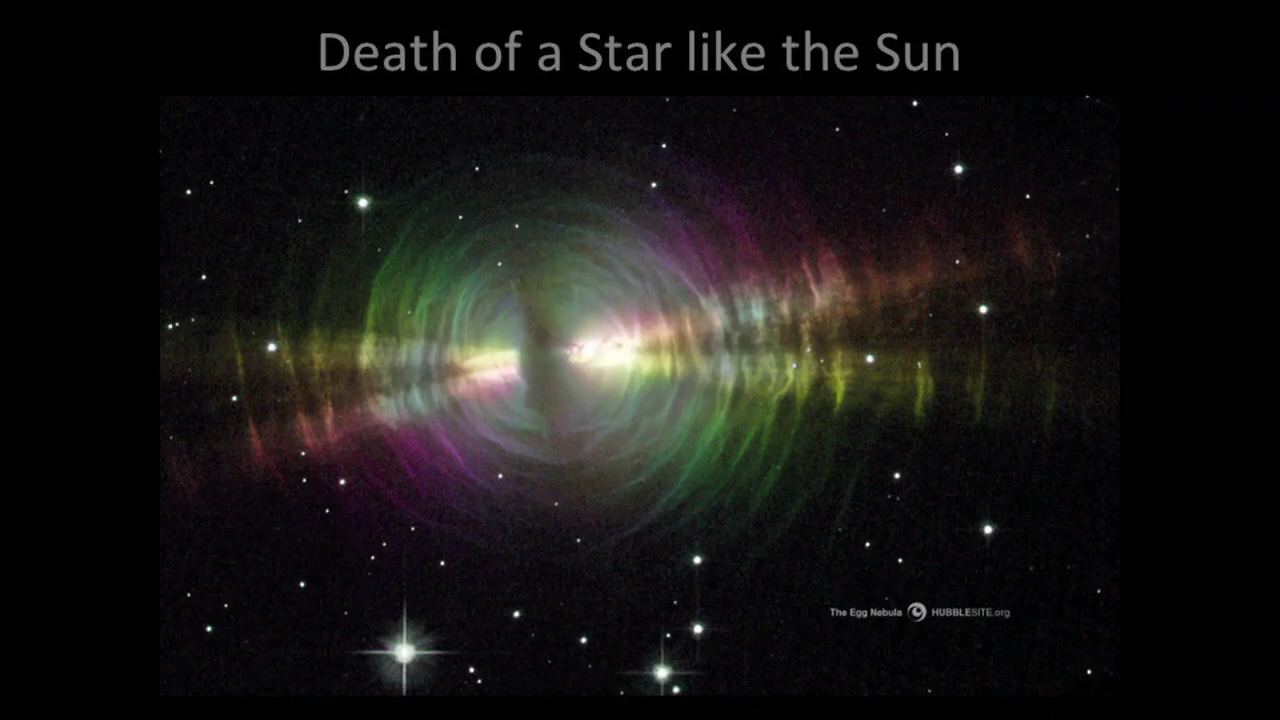 Death of a Star like the Sun
The Egg Nebula HUBBLESITE.org